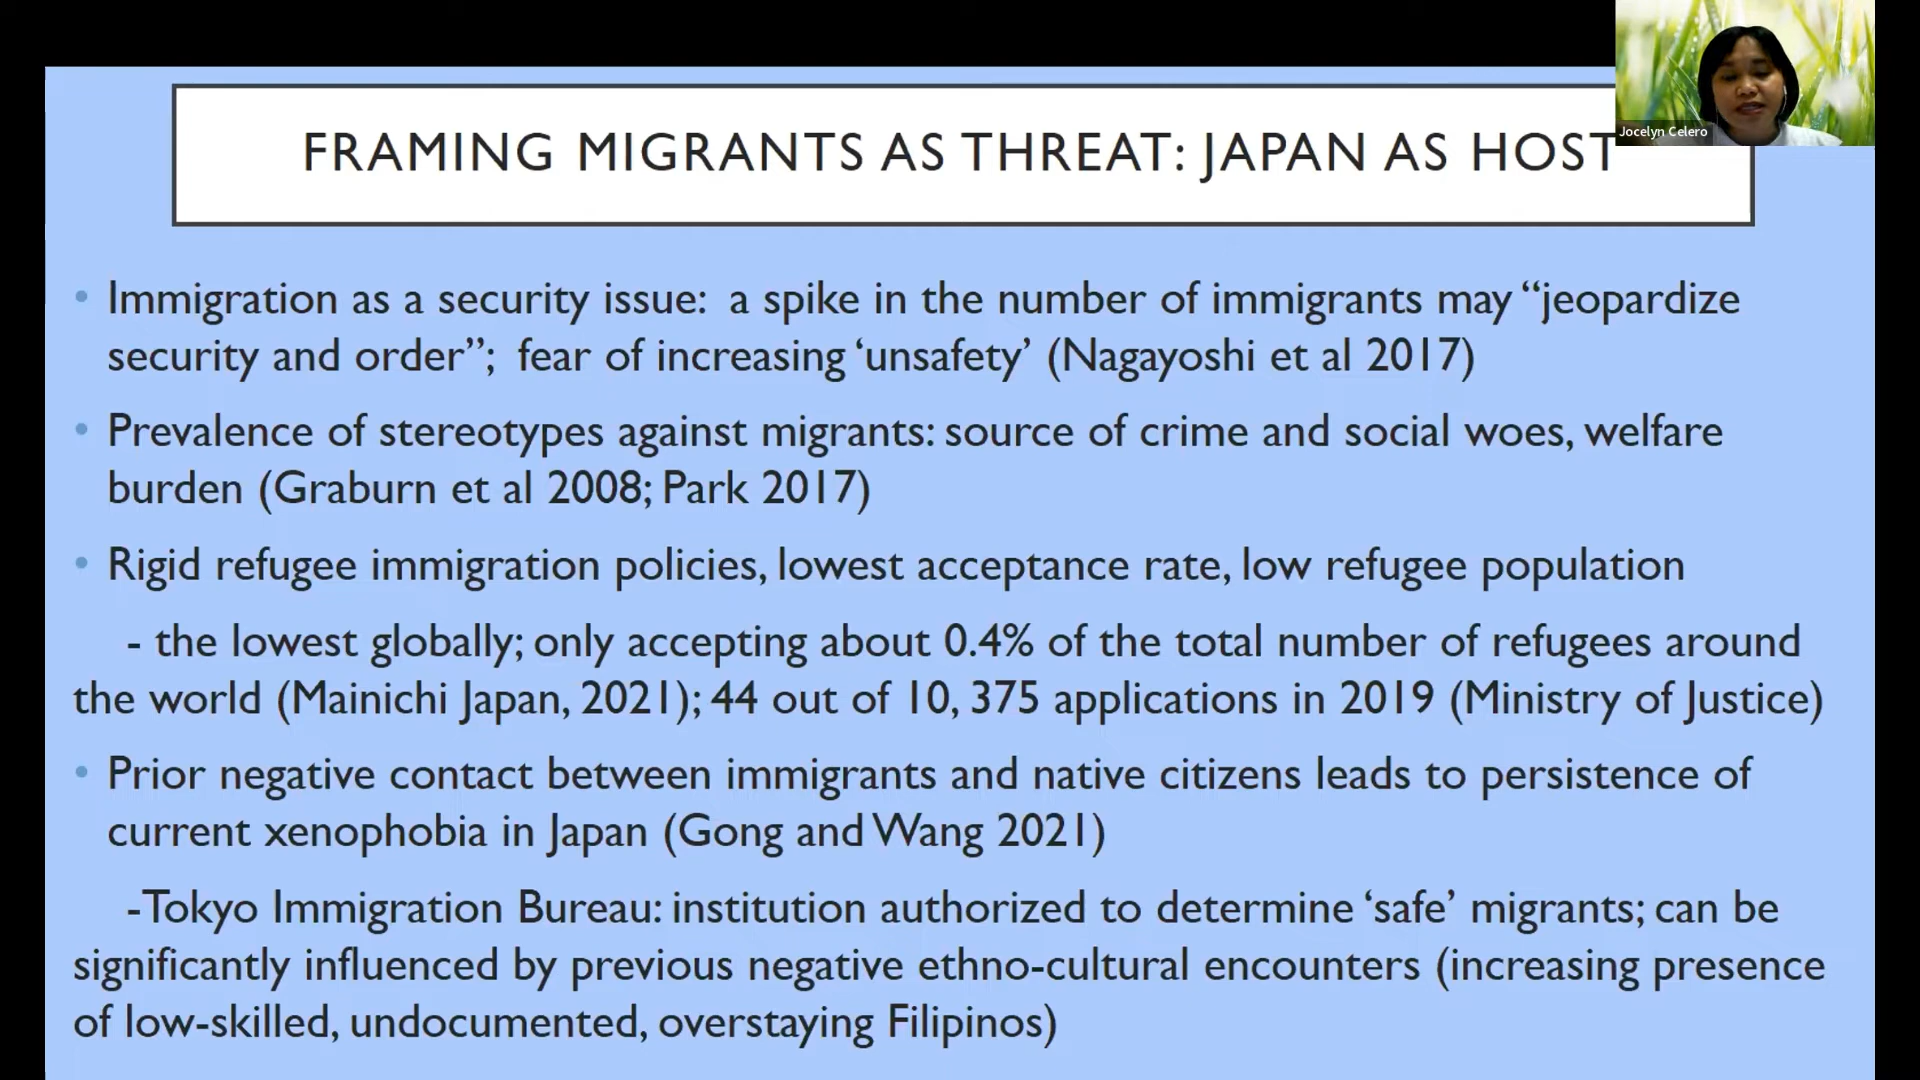 FRAMING MIGRANTS AS THREAT: JAPAN AS HOST
Jocelyn Celero
• Immigration as a security issue:  a spike in the number of immigrants may “jeopardize
security and order”;  fear of increasing ‘unsafety’ (Nagayoshi et al 2017)
• Prevalence of stereotypes against migrants: source of crime and social woes, welfare
burden (Graburn et al 2008; Park 2017)
• Rigid refugee immigration policies, lowest acceptance rate, low refugee population
- the lowest globally; only accepting about 0.4% of the total number of refugees around
the world (Mainichi Japan, 2021); 44 out of 10, 375 applications in 2019 (Ministry of Justice)
• Prior negative contact between immigrants and native citizens leads to persistence of
current xenophobia in Japan (Gong and Wang 2021)
-Tokyo Immigration Bureau: institution authorized to determine ‘safe’ migrants; can be
significantly influenced by previous negative ethno-cultural encounters (increasing presence
of low-skilled, undocumented, overstaying Filipinos)